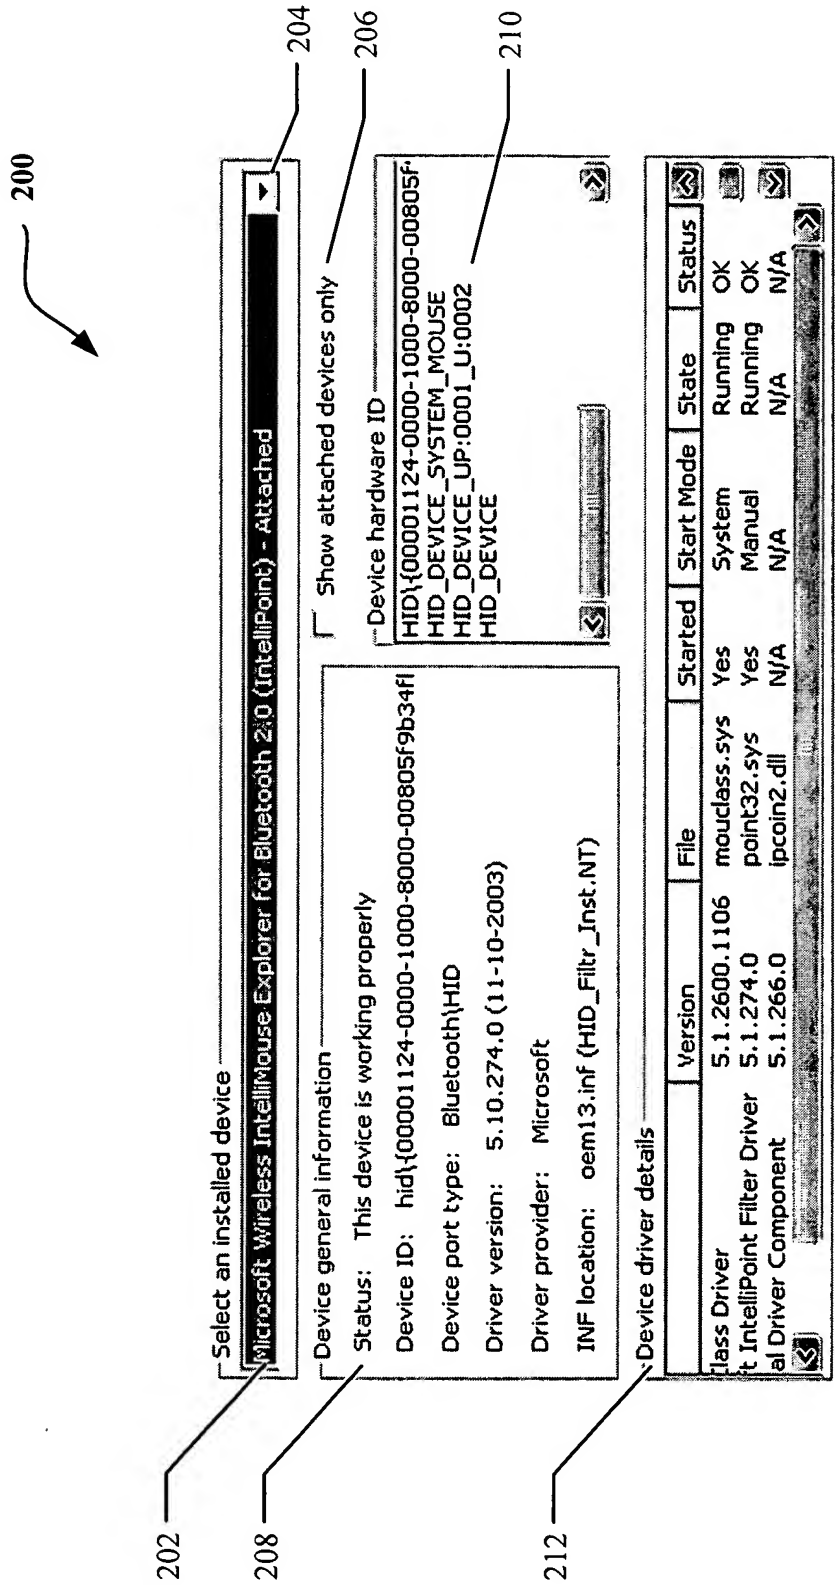 200
202
204
206
208
210
212
Select an installed device
Microsoft Wireless IntelliMouse Explorer for Bluetooth 2.0 (IntelliPoint) - Attached
Show attached devices only
Device general information
Status: This device is working properly
Device ID: hid\{00001124-0000-1000-8000-00805f9b34f
Device port type: Bluetooth\HID
Driver version: 5.10.274.0 (11-10-2003)
Driver provider: Microsoft
INF location: oem13.inf (HID_Filtr_Inst.NT)
Device hardware ID
HID\{00001124-0000-1000-8000-00805f
HID_DEVICE_SYSTEM_MOUSE
HID_DEVICE_UP:0001_U:0002
HID_DEVICE
Device driver details
Version File Started Start Mode State Status
lass Driver 5.1.2600.1106 mouclass.sys Yes System Running OK
ft IntelliPoint Filter Driver 5.1.274.0 point32.sys Yes Manual Running OK
al Driver Component 5.1.266.0 ipcoin2.dll N/A N/A N/A N/A